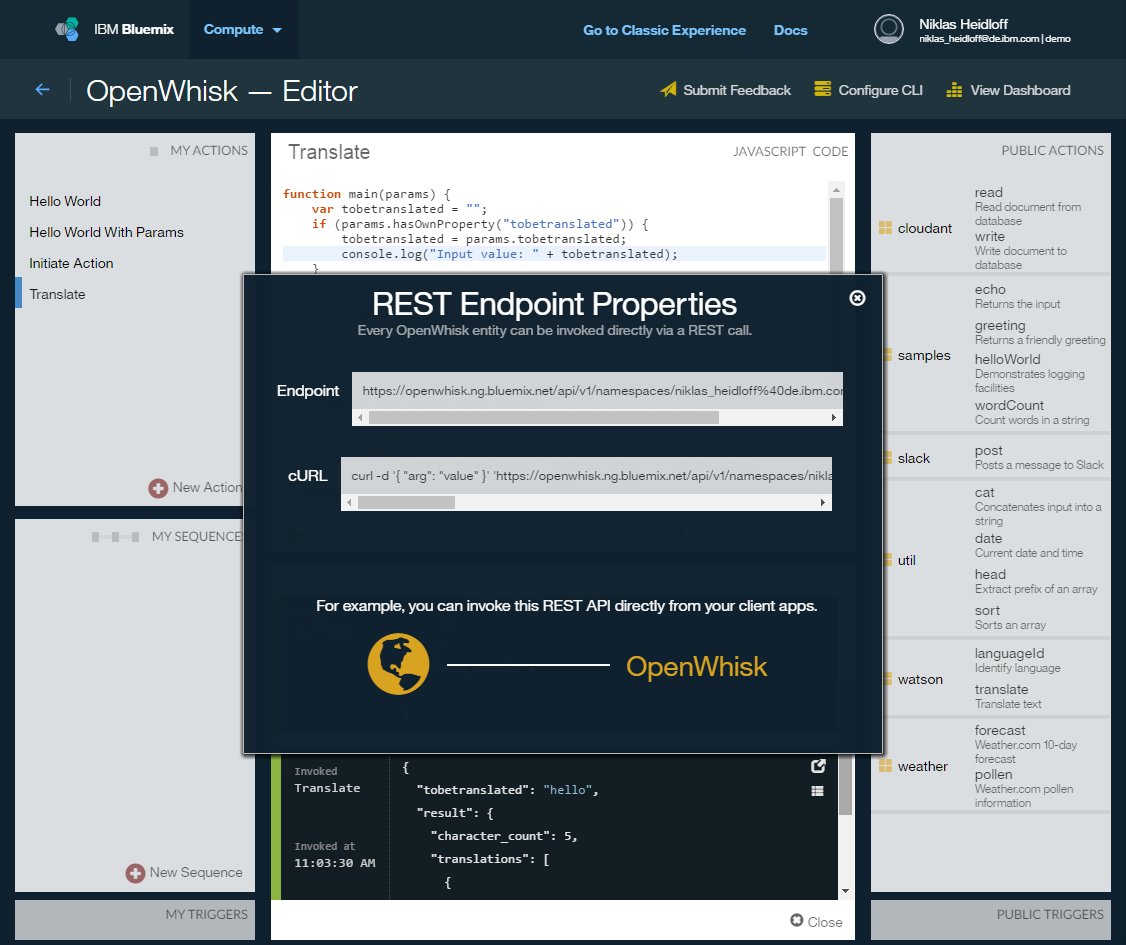 IBM Bluemix
Compute
Go to Classic Experience
Docs
Niklas Heidloff
niklas_heidloff@de.ibm.com | demo
OpenWhisk — Editor
Submit Feedback
Configure CLI
View Dashboard
MY ACTIONS
Hello World
Hello World With Params
Initiate Action
Translate
New Action
MY SEQUENCES
New Sequence
MY TRIGGERS
Translate
JAVASCRIPT CODE
function main(params) {
var tobetranslated = "";
if (params.hasOwnProperty("tobetranslated")) {
tobetranslated = params.tobetranslated;
console.log("Input value: " + tobetranslated);
}
REST Endpoint Properties
Every OpenWhisk entity can be invoked directly via a REST call.
Endpoint
https://openwhisk.ng.bluemix.net/api/v1/namespaces/niklas_heidloff%40de.ibm.com
cURL
curl -d '{ "arg": "value" }' 'https://openwhisk.ng.bluemix.net/api/v1/namespaces/nikla
For example, you can invoke this REST API directly from your client apps.
OpenWhisk
Invoked
Translate
Invoked at
11:03:30 AM
{
"tobetranslated": "hello",
"result": {
"character_count": 5,
"translations": [
{
Close
PUBLIC ACTIONS
cloudant
read
Read document from
database
write
Write document to
database
samples
echo
Returns the input
greeting
Returns a friendly greeting
helloWorld
Demonstrates logging
facilities
wordCount
Count words in a string
slack
post
Posts a message to Slack
util
cat
Concatenates input into a
string
date
Current date and time
head
Extract prefix of an array
sort
Sorts an array
watson
languageId
Identify language
translate
Translate text
weather
forecast
Weather.com 10-day
forecast
pollen
Weather.com pollen
information
PUBLIC TRIGGERS